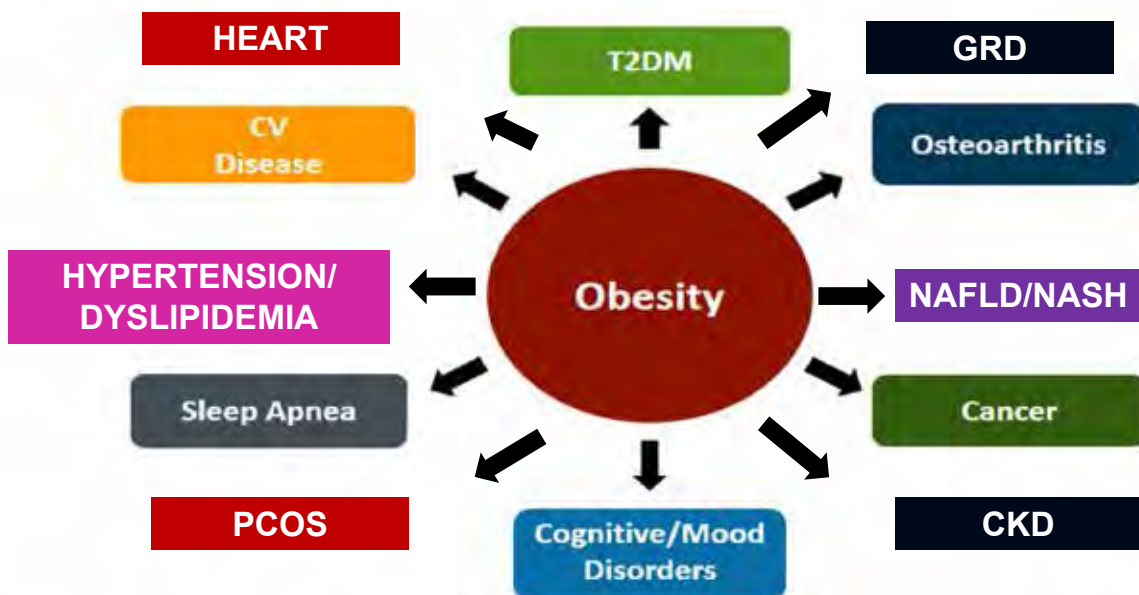 HEART
T2DM
GRD
CV
Disease
Osteoarthritis
HYPERTENSION/
DYSLIPIDEMIA
Obesity
NAFLD/NASH
Sleep Apnea
Cancer
PCOS
Cognitive/Mood
Disorders
CKD